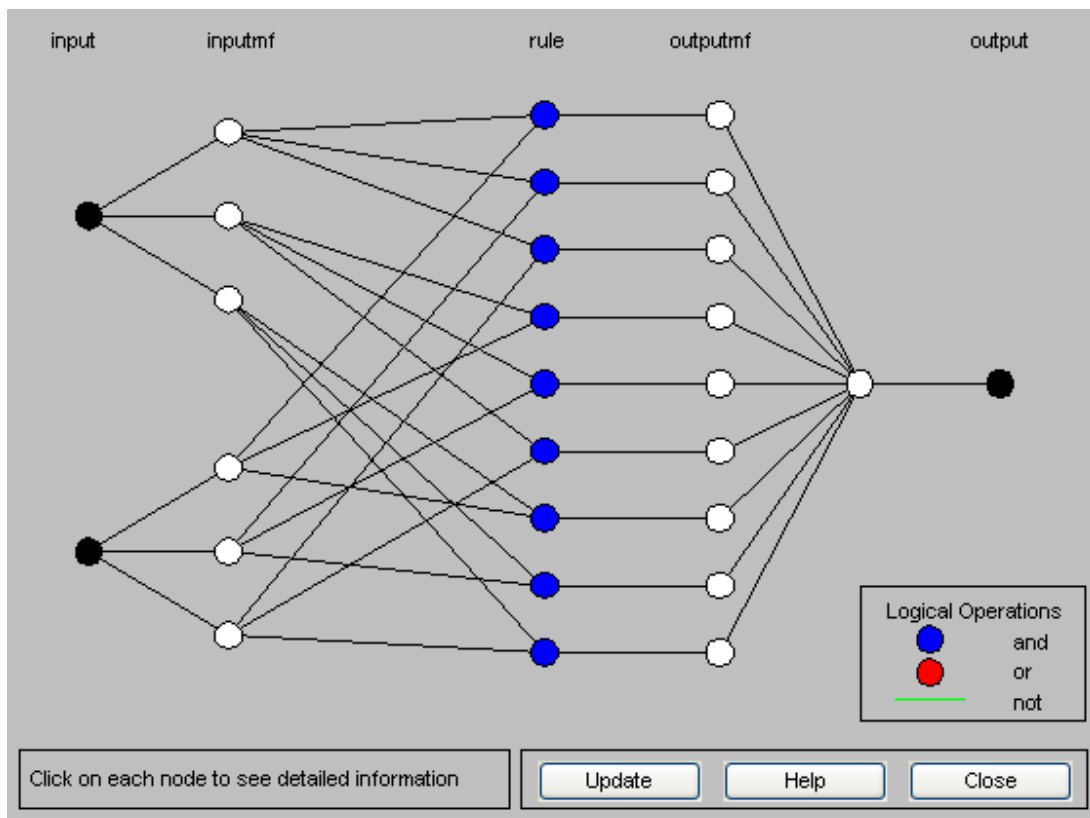 input inputmf rule outputmf output
Logical Operations
and
or
not
Click on each node to see detailed information
Update Help Close